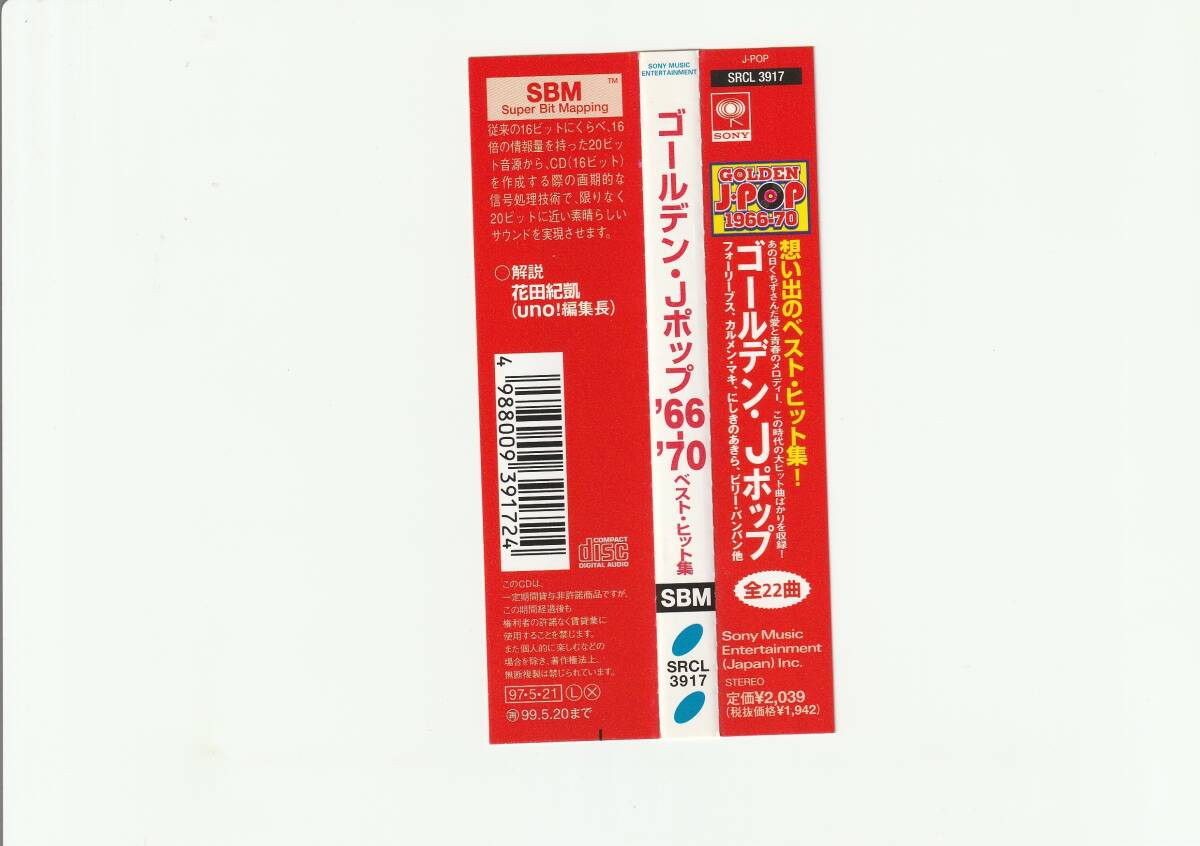 SBM™
Super Bit Mapping
従来の16ビットにくらべ、16
倍の情報量を持った20ビッ
ト音源から、CD(16ビット)
を作成する際の画期的な
信号処理技術で、限りなく
20ビットに近い素晴らしい
サウンドを実現させます。
○解説
花田紀凱
(uno!編集長)
4 988009 391724
COMPACT
disc
DIGITAL AUDIO
このCDは、
一定期間貸与非許諾商品ですが、
この期間経過後も
権利者の許諾なく賃貸業に
使用することを禁じます。
また個人的に楽しむなどの
場合を除き、著作権法上、
無断複製は禁じられています。
97・5・21 Ⓛ Ⓧ
㊢99.5.20まで
SONY MUSIC
ENTERTAINMENT
ゴールデン・Jポップ'66-'70
ベスト・ヒット集
SBM
SRCL
3917
J-POP
SRCL 3917
SONY
GOLDEN
J-POP
1966-70
想い出のベスト・ヒット集!
あの日くちずさんだ愛と青春のメロディー、この時代の大ヒット曲ばかりを収録!
ゴールデン・Jポップ
フォーリーブス、カルメン・マキ、にしきのあきら、ビリー・バンバン他
全22曲
Sony Music
Entertainment
(Japan) Inc.
STEREO
定価¥2,039
(税抜価格¥1,942)